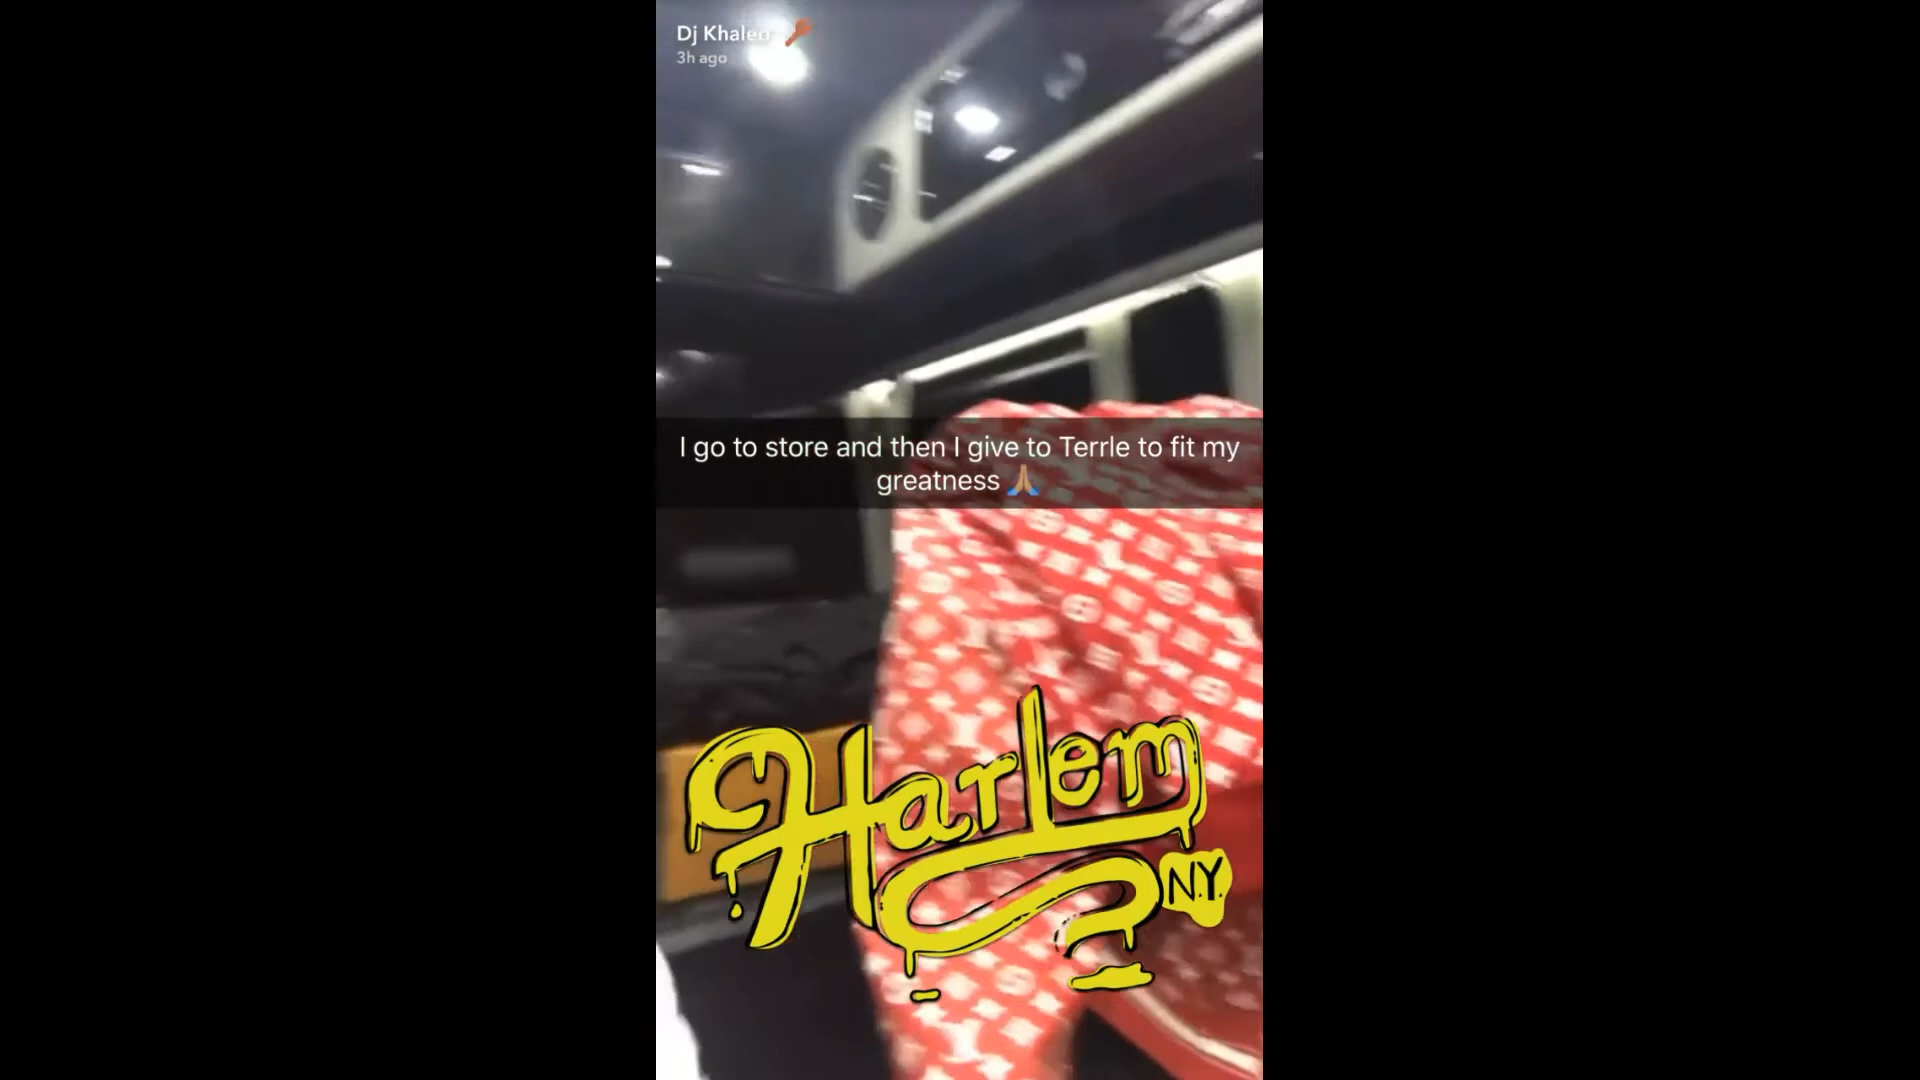 Dj Khaled
3h ago
I go to store and then I give to Terrle to fit my
greatness 🙏🏽
Harlem
N.Y.